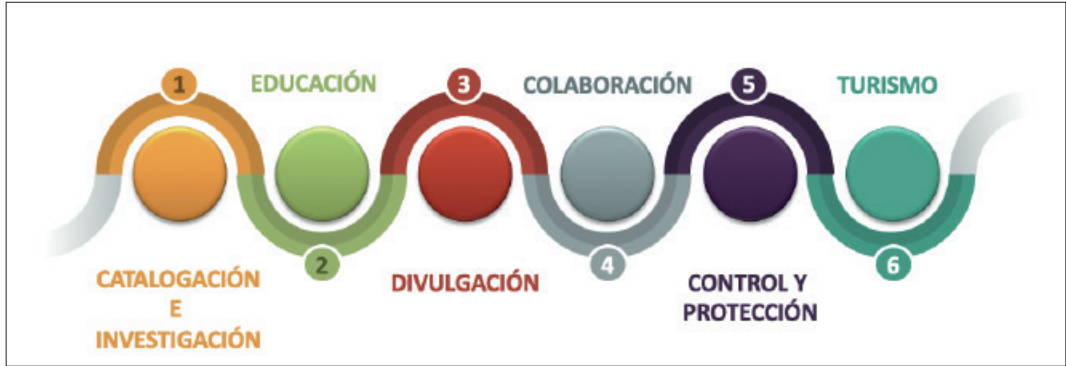 1
CATALOGACIÓN
E
INVESTIGACIÓN
EDUCACIÓN
2
3
DIVULGACIÓN
COLABORACIÓN
4
5
CONTROL Y
PROTECCIÓN
TURISMO
6